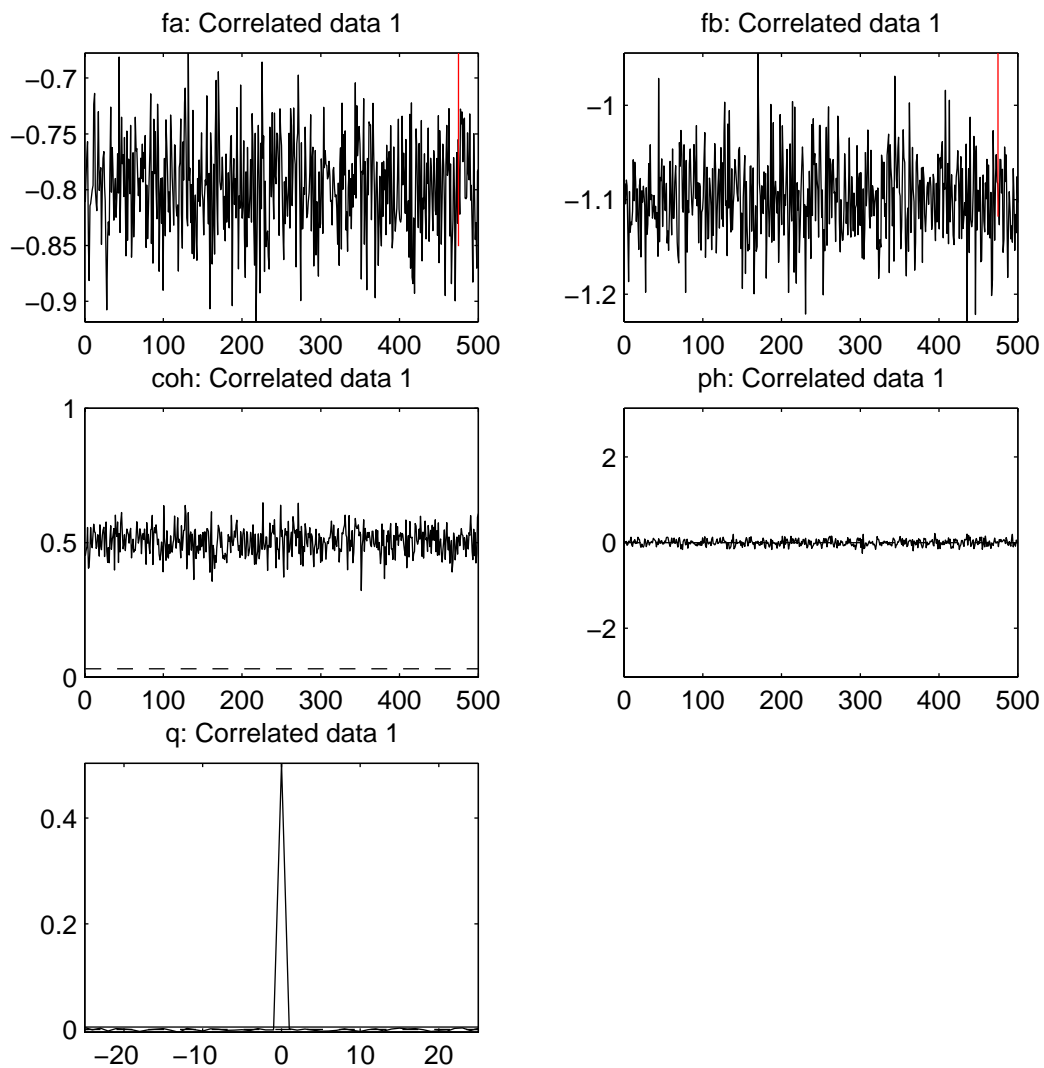 fa: Correlated data 1
−0.7
−0.75
−0.8
−0.85
−0.9
0 100 200 300 400 500
fb: Correlated data 1
−1
−1.1
−1.2
0 100 200 300 400 500
coh: Correlated data 1
1
0.5
0
0 100 200 300 400 500
ph: Correlated data 1
2
0
−2
0 100 200 300 400 500
q: Correlated data 1
0.4
0.2
0
−20 −10 0 10 20